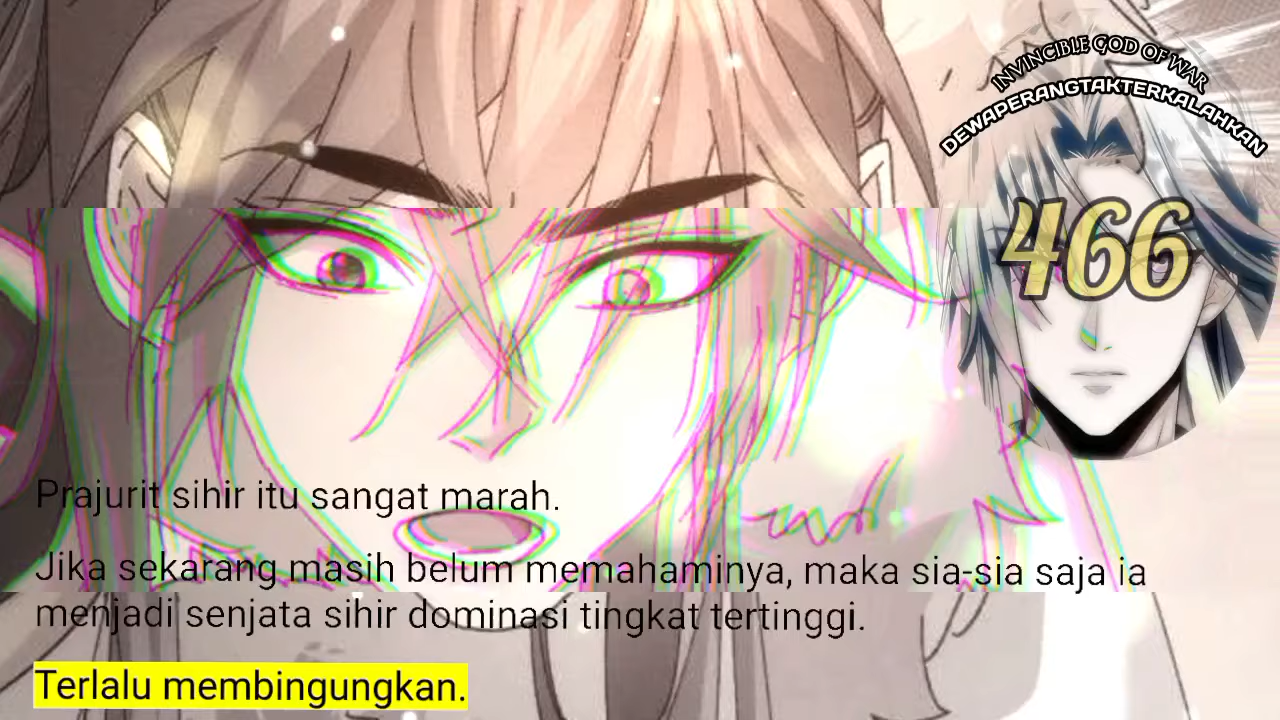 INVINCIBLE GOD OF WAR
DEWAPERANGTAKTERKALAHKAN
466
Prajurit sihir itu sangat marah.
Jika sekarang masih belum memahaminya, maka sia-sia saja ia
menjadi senjata sihir dominasi tingkat tertinggi.
Terlalu membingungkan.